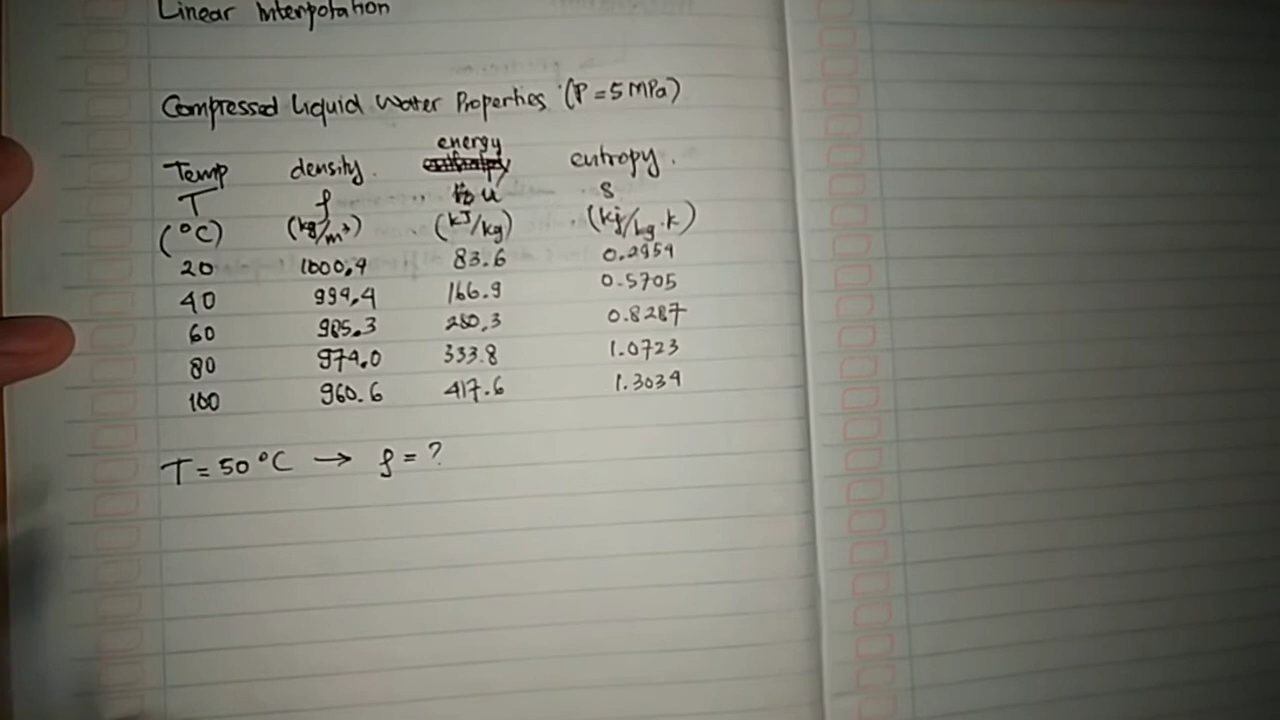 Linear Interpolation
Compressed Liquid Water Properties (P = 5 MPa)
energy
Temp density. entropy.
T ρ u s
(°C) (kg/m³) (kJ/kg) (kj/kg.k)
20 1000,4 83.6 0.2954
40 994,4 166.9 0.5705
60 985.3 250,3 0.8287
80 974.0 333.8 1.0723
100 960.6 417.6 1.3034
T = 50 °C → ρ = ?